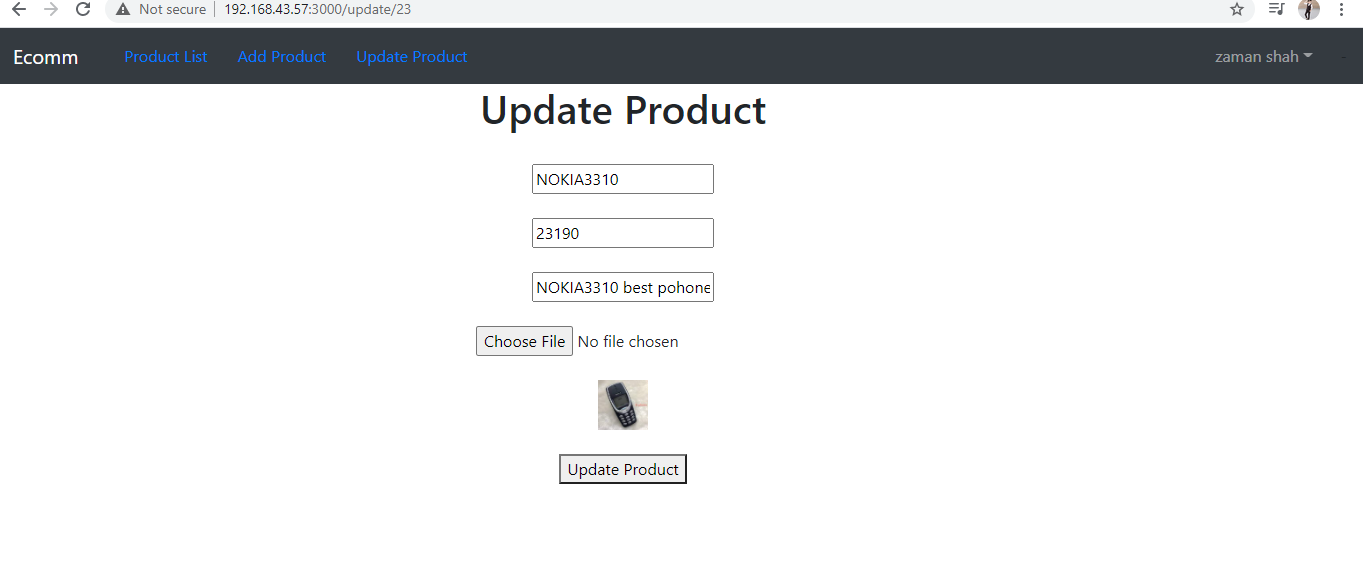 Not secure 192.168.43.57:3000/update/23
Ecomm Product List Add Product Update Product zaman shah
Update Product
NOKIA3310
23190
NOKIA3310 best pohone
Choose File No file chosen
Update Product